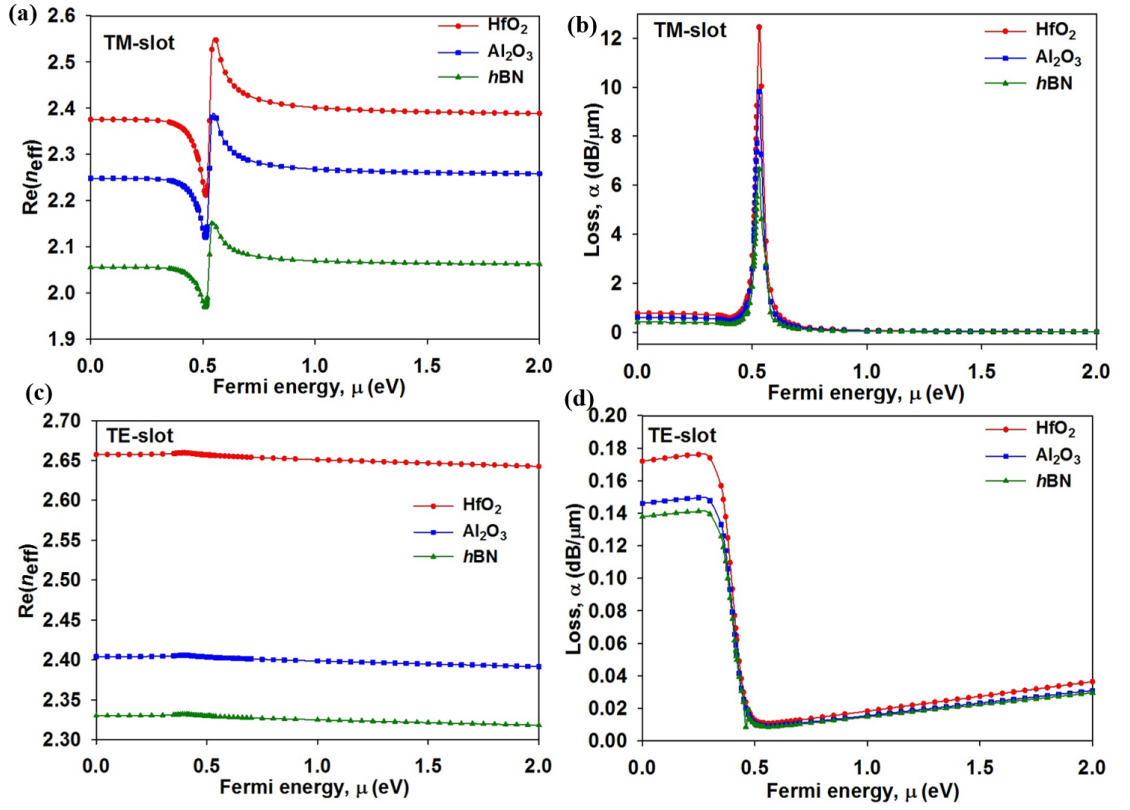 (a)
TM-slot
HfO2
Al2O3
hBN
2.6
2.5
2.4
2.3
2.2
2.1
2.0
1.9
Re(neff)
0.0 0.5 1.0 1.5 2.0
Fermi energy, μ (eV)
(b)
TM-slot
HfO2
Al2O3
hBN
12
10
8
6
4
2
0
Loss, α (dB/μm)
0.0 0.5 1.0 1.5 2.0
Fermi energy, μ (eV)
(c)
TE-slot
HfO2
Al2O3
hBN
2.70
2.65
2.60
2.55
2.50
2.45
2.40
2.35
2.30
Re(neff)
0.0 0.5 1.0 1.5 2.0
Fermi energy, μ (eV)
(d)
TE-slot
HfO2
Al2O3
hBN
0.20
0.18
0.16
0.14
0.12
0.10
0.08
0.06
0.04
0.02
0.00
Loss, α (dB/μm)
0.0 0.5 1.0 1.5 2.0
Fermi energy, μ (eV)